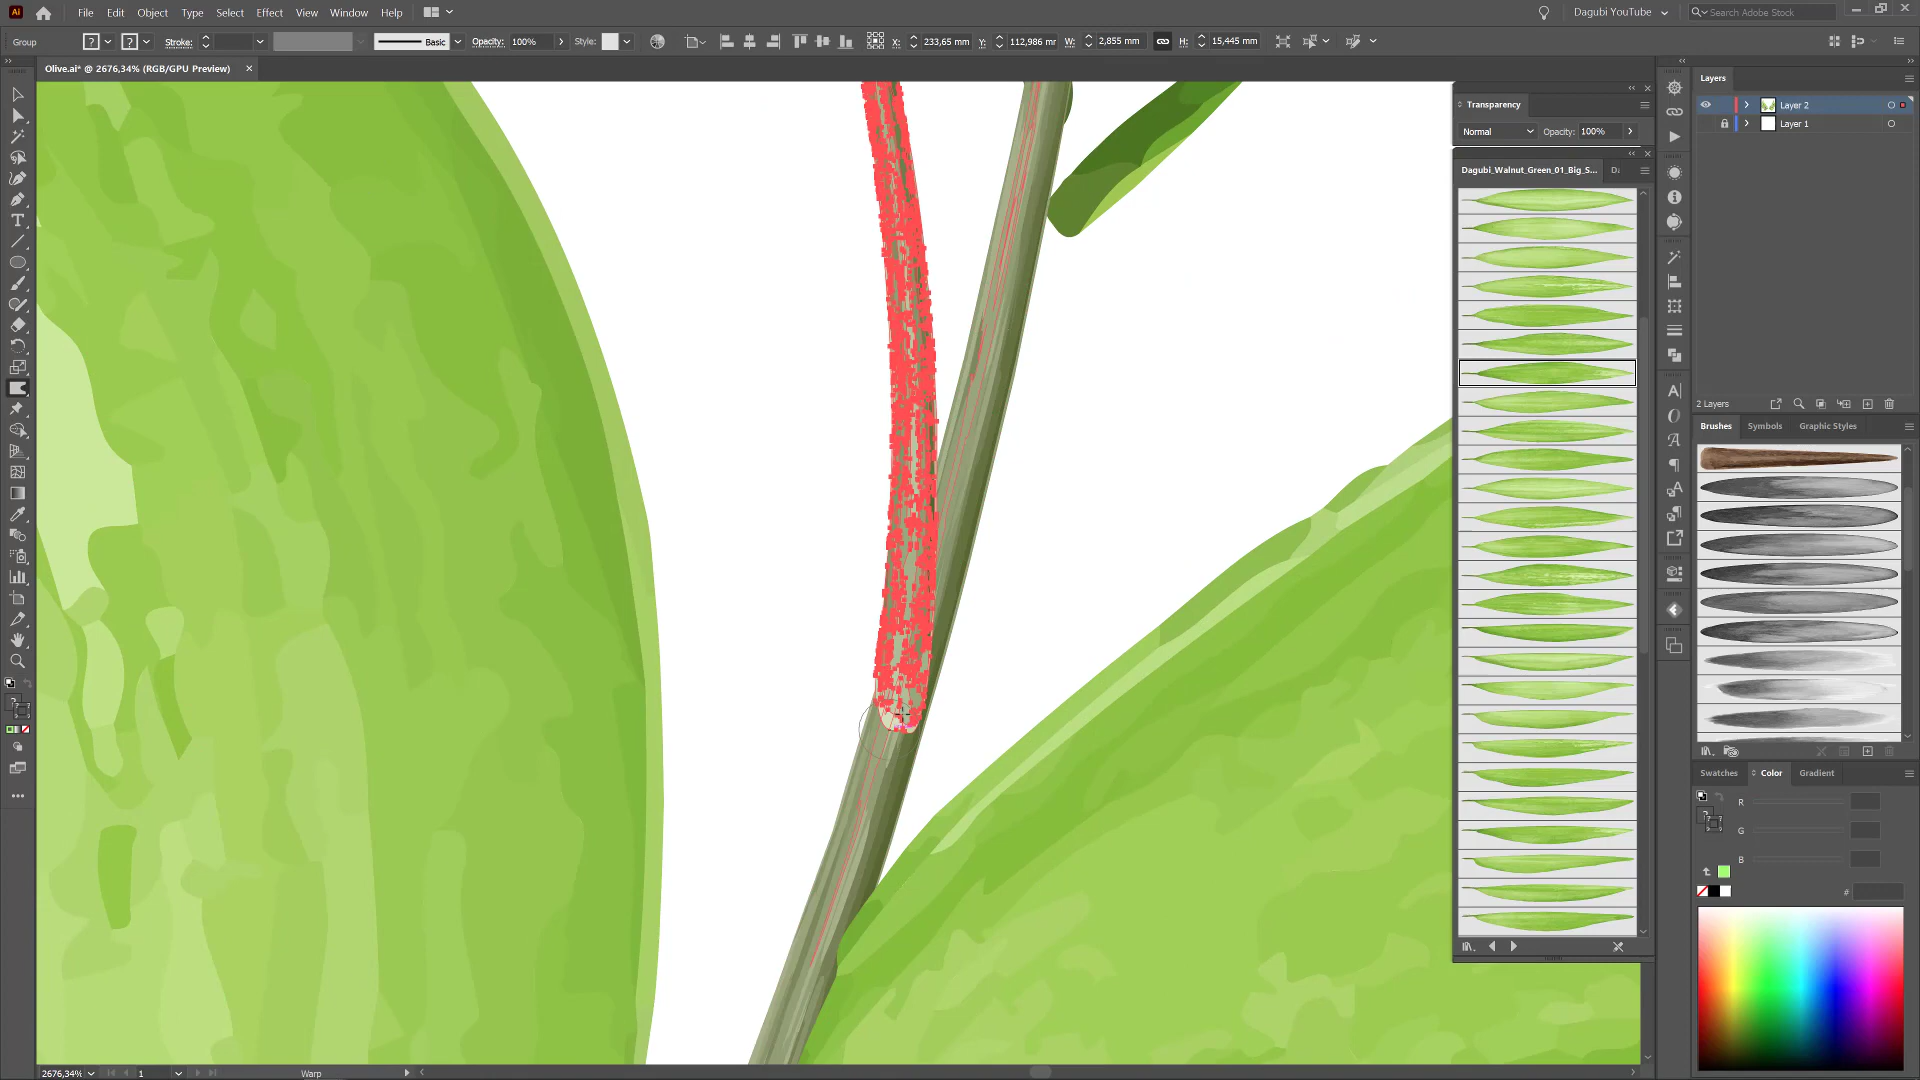 Ai File Edit Object Type Select Effect View Window Help
Dagubi YouTube
Search Adobe Stock
Group
? ? Stroke: Basic Opacity: 100% Style: X: 233,65 mm Y: 112,986 mm W: 2,855 mm H: 15,445 mm
Olive.ai* @ 2676,34% (RGB/GPU Preview) ×
Transparency
Normal Opacity: 100%
Dagubi_Walnut_Green_01_Big_S...
Layers
Layer 2
Layer 1
2 Layers
Brushes Symbols Graphic Styles
Swatches Color Gradient
R
G
B
#
2676,34% 1 Warp